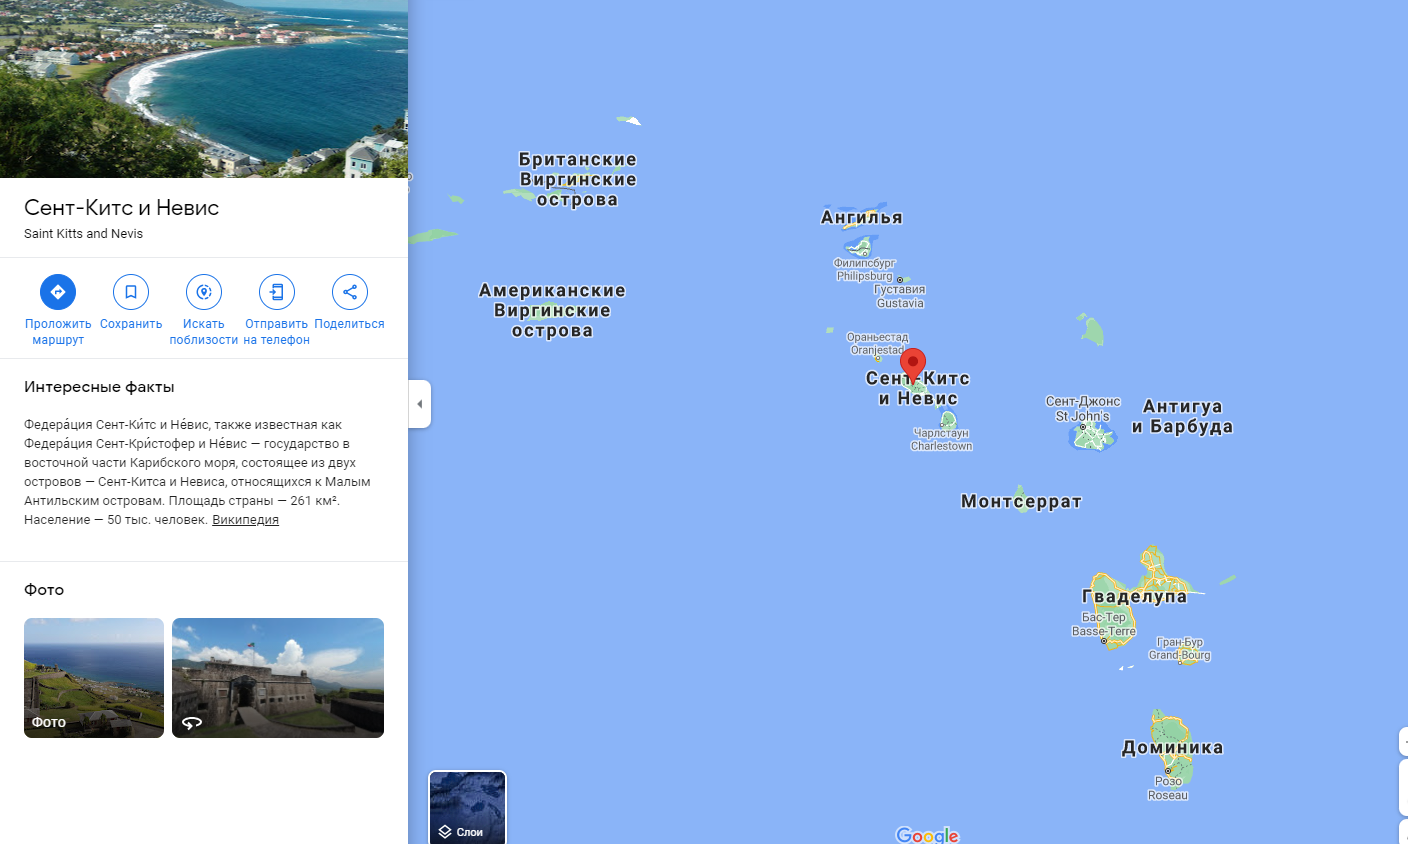 Сент-Китс и Невис
Saint Kitts and Nevis
Проложить
маршрут
Сохранить
Искать
поблизости
Отправить
на телефон
Поделиться
Интересные факты
Федера́ция Сент-Ки́тс и Не́вис, также известная как
Федера́ция Сент-Кри́стофер и Не́вис — государство в
восточной части Карибского моря, состоящее из двух
островов — Сент-Китса и Невиса, относящихся к Малым
Антильским островам. Площадь страны — 261 км².
Население — 50 тыс. человек. Википедия
Фото
Фото
Британские
Виргинские
острова
Американские
Виргинские
острова
Ангилья
Филипсбург
Philipsburg
Густавия
Gustavia
Ораньестад
Oranjestad
Сент-Китс
и Невис
Чарлстаун
Charlestown
Сент-Джонс
St John's
Антигуа
и Барбуда
Монтсеррат
Гваделупа
Бас-Тер
Basse-Terre
Гран-Бур
Grand-Bourg
Доминика
Розо
Roseau
Слои
Google